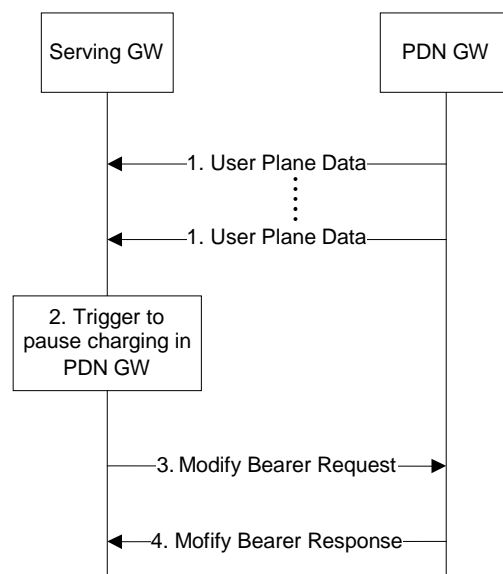 Serving GW
PDN GW
1. User Plane Data
1. User Plane Data
2. Trigger to
pause charging in
PDN GW
3. Modify Bearer Request
4. Mofify Bearer Response